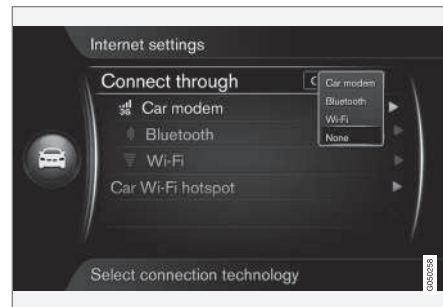 Internet settings
Connect through
Car modem
Bluetooth
Wi-Fi
None
3G Car modem
Bluetooth
Wi-Fi
Car Wi-Fi hotspot
Select connection technology
G050258